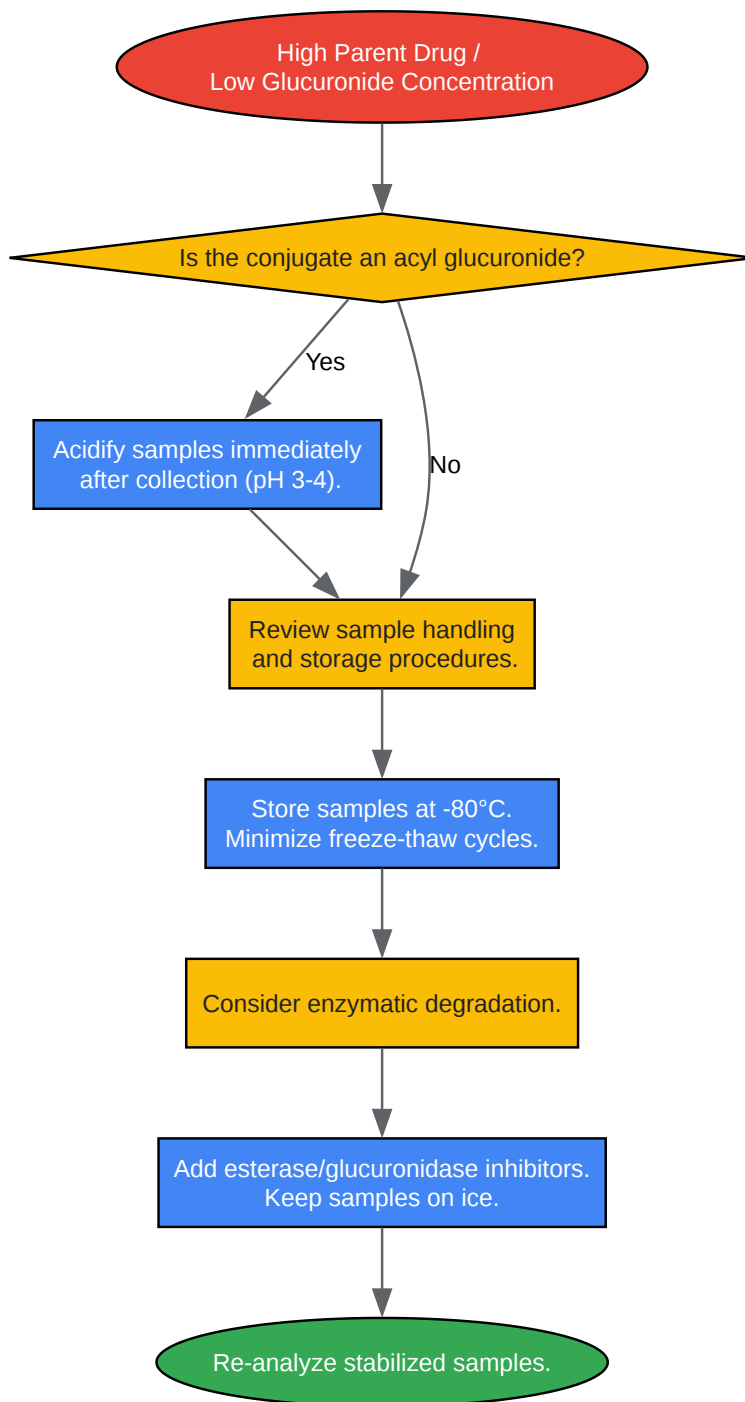 High Parent Drug /
Low Glucuronide Concentration
Is the conjugate an acyl glucuronide?
Yes
Acidify samples immediately
after collection (pH 3-4).
No
Review sample handling
and storage procedures.
Store samples at -80°C.
Minimize freeze-thaw cycles.
Consider enzymatic degradation.
Add esterase/glucuronidase inhibitors.
Keep samples on ice.
Re-analyze stabilized samples.